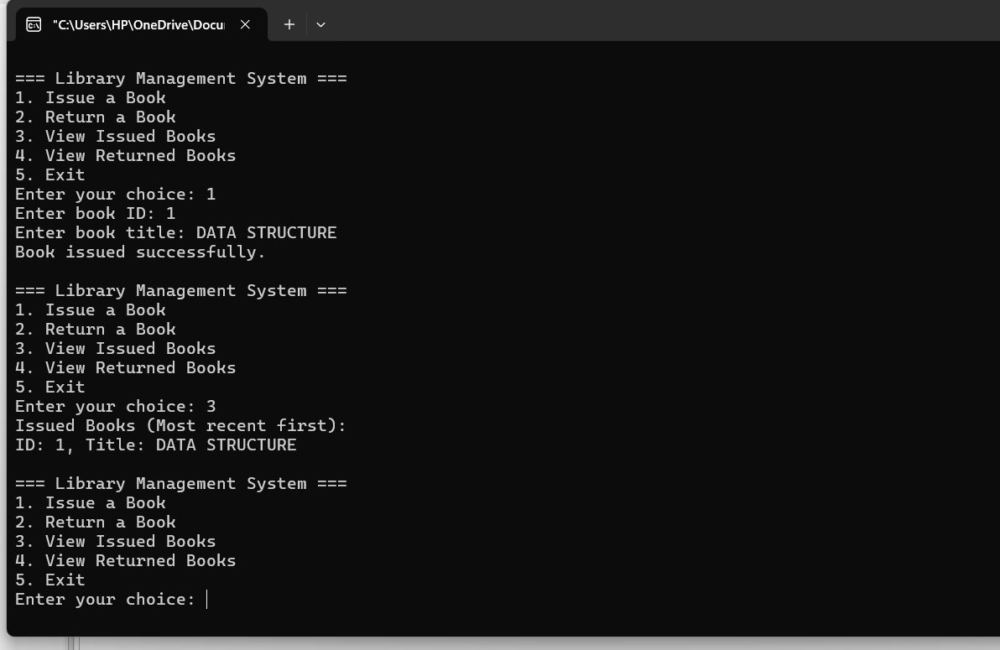 "C:\Users\HP\OneDrive\Docu
=== Library Management System ===
1. Issue a Book
2. Return a Book
3. View Issued Books
4. View Returned Books
5. Exit
Enter your choice: 1
Enter book ID: 1
Enter book title: DATA STRUCTURE
Book issued successfully.
=== Library Management System ===
1. Issue a Book
2. Return a Book
3. View Issued Books
4. View Returned Books
5. Exit
Enter your choice: 3
Issued Books (Most recent first):
ID: 1, Title: DATA STRUCTURE
=== Library Management System ===
1. Issue a Book
2. Return a Book
3. View Issued Books
4. View Returned Books
5. Exit
Enter your choice: